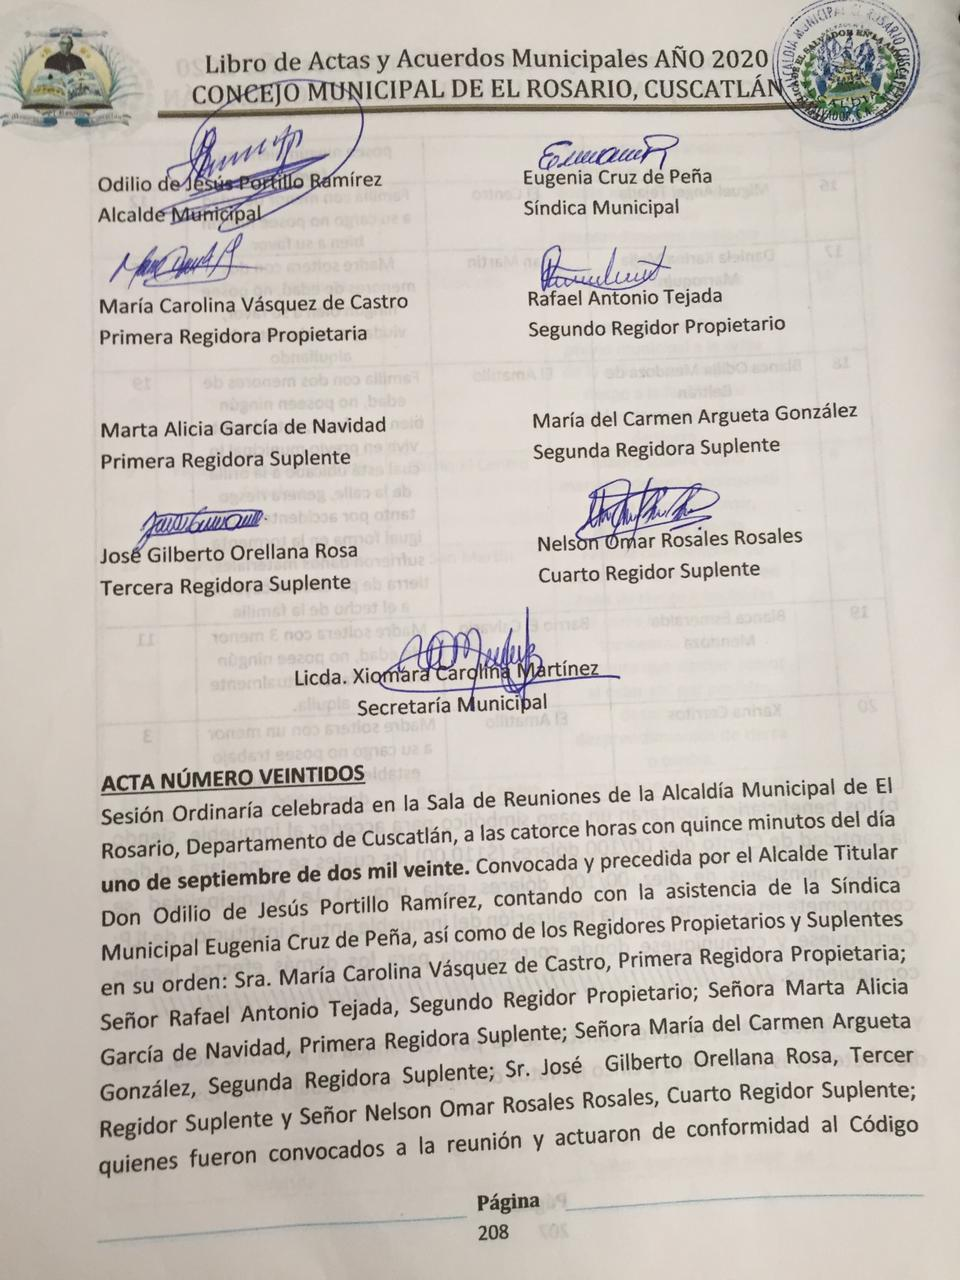 Libro de Actas y Acuerdos Municipales AÑO 2020
CONCEJO MUNICIPAL DE EL ROSARIO, CUSCATLÁN
Odilio de Jesús Portillo Ramírez
Alcalde Municipal
Eugenia Cruz de Peña
Síndica Municipal
María Carolina Vásquez de Castro
Primera Regidora Propietaria
Rafael Antonio Tejada
Segundo Regidor Propietario
Marta Alicia García de Navidad
Primera Regidora Suplente
María del Carmen Argueta González
Segunda Regidora Suplente
José Gilberto Orellana Rosa
Tercera Regidora Suplente
Nelson Omar Rosales Rosales
Cuarto Regidor Suplente
Licda. Xiomara Carolina Martínez
Secretaría Municipal
ACTA NÚMERO VEINTIDOS
Sesión Ordinaría celebrada en la Sala de Reuniones de la Alcaldía Municipal de El
Rosario, Departamento de Cuscatlán, a las catorce horas con quince minutos del día
uno de septiembre de dos mil veinte. Convocada y precedida por el Alcalde Titular
Don Odilio de Jesús Portillo Ramírez, contando con la asistencia de la Síndica
Municipal Eugenia Cruz de Peña, así como de los Regidores Propietarios y Suplentes
en su orden: Sra. María Carolina Vásquez de Castro, Primera Regidora Propietaria;
Señor Rafael Antonio Tejada, Segundo Regidor Propietario; Señora Marta Alicia
García de Navidad, Primera Regidora Suplente; Señora María del Carmen Argueta
González, Segunda Regidora Suplente; Sr. José Gilberto Orellana Rosa, Tercer
Regidor Suplente y Señor Nelson Omar Rosales Rosales, Cuarto Regidor Suplente;
quienes fueron convocados a la reunión y actuaron de conformidad al Código
Página
208